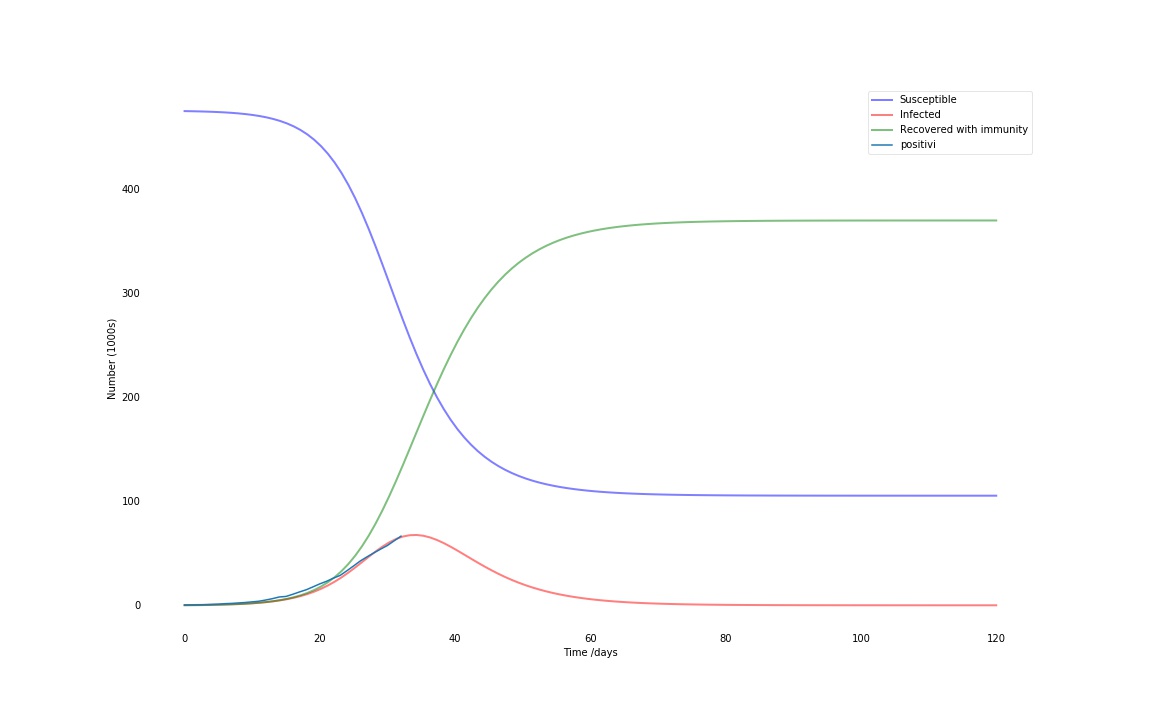 Susceptible
Infected
Recovered with immunity
positivi
400
300
200
100
0
Number (1000s)
0 20 40 60 80 100 120
Time /days